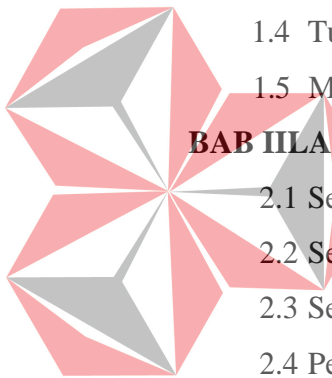 1.4 Tu
1.5 M
BAB IILA
2.1 Se
2.2 Se
2.3 Se
2.4 Pe